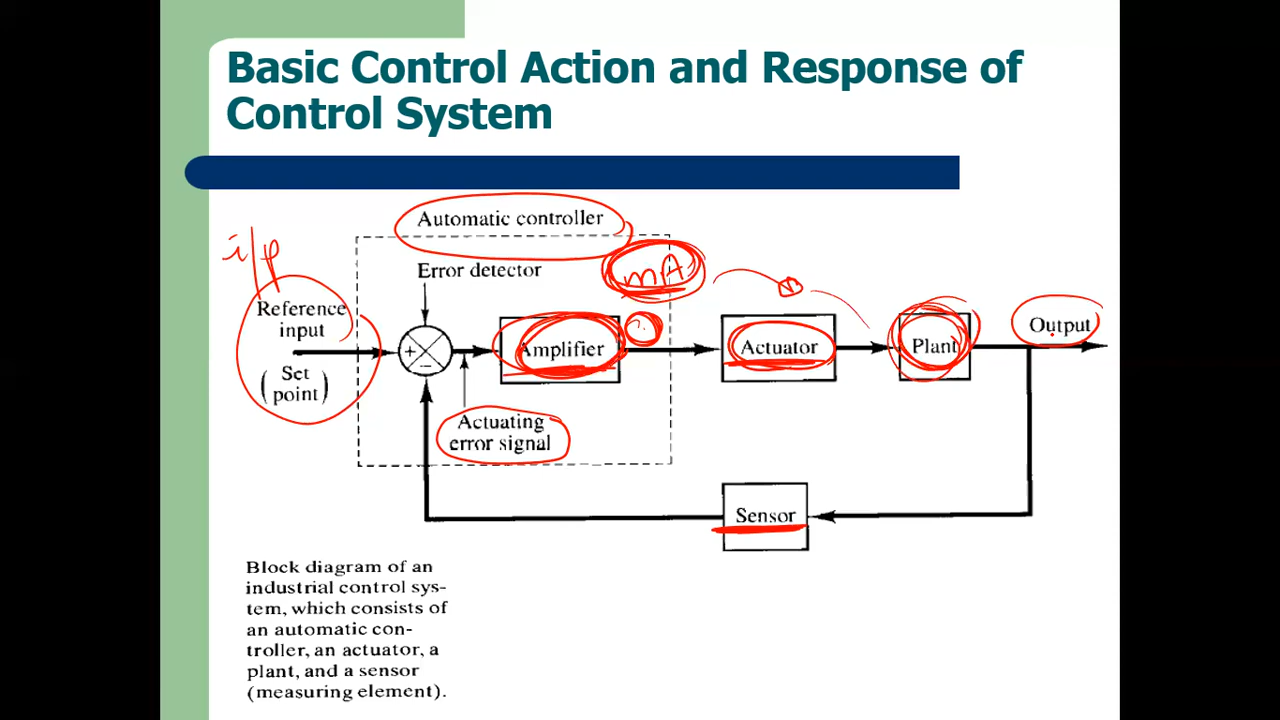 Basic Control Action and Response of
Control System
Automatic controller
i/p
mA
Error detector
Reference
input
Set
point
Amplifier
Actuator
Plant
Output
Actuating
error signal
Sensor
Block diagram of an
industrial control sys-
tem, which consists of
an automatic con-
troller, an actuator, a
plant, and a sensor
(measuring element).